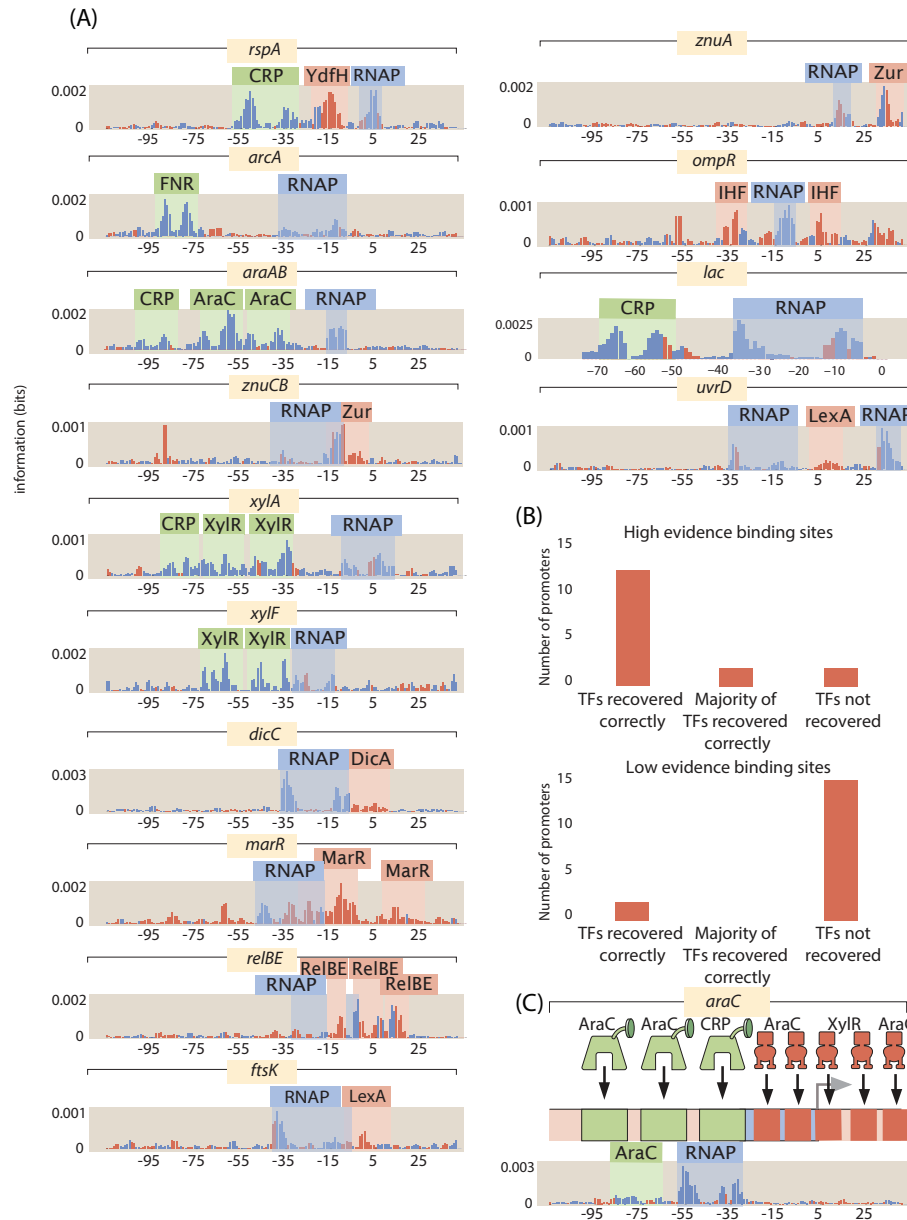 (A)
information (bits)
rspA
CRP YdfH RNAP
0.002
0
-95 -75 -55 -35 -15 5 25
arcA
FNR RNAP
0.002
0
-95 -75 -55 -35 -15 5 25
araAB
CRP AraC AraC RNAP
0.002
0
-95 -75 -55 -35 -15 5 25
znuCB
RNAP Zur
0.001
0
-95 -75 -55 -35 -15 5 25
xylA
CRP XylR XylR RNAP
0.001
0
-95 -75 -55 -35 -15 5 25
xylF
XylR XylR RNAP
0.002
0
-95 -75 -55 -35 -15 5 25
dicC
RNAP DicA
0.003
0
-95 -75 -55 -35 -15 5 25
marR
MarR
RNAP MarR
0.002
0
-95 -75 -55 -35 -15 5 25
relBE
RelBE RelBE
RNAP RelBE
0.002
0
-95 -75 -55 -35 -15 5 25
ftsK
RNAP LexA
0.001
0
-95 -75 -55 -35 -15 5 25
znuA
RNAP Zur
0.002
0
-95 -75 -55 -35 -15 5 25
ompR
IHF RNAP IHF
0.001
0
-95 -75 -55 -35 -15 5 25
lac
CRP RNAP
0.0025
0
−70 −60 −50 −40 −30 −20 −10 0
uvrD
RNAP LexA RNAP
0.001
0
-95 -75 -55 -35 -15 5 25
(B)
High evidence binding sites
Number of promoters
15
10
5
0
TFs recovered Majority of TFs not
correctly TFs recovered recovered
correctly
Low evidence binding sites
Number of promoters
15
10
5
0
TFs recovered Majority of TFs not
correctly TFs recovered recovered
correctly
(C)
araC
AraC AraC CRP AraC XylR
AraC RNAP
0.003
0
-95 -75 -55 -35 -15 5 25